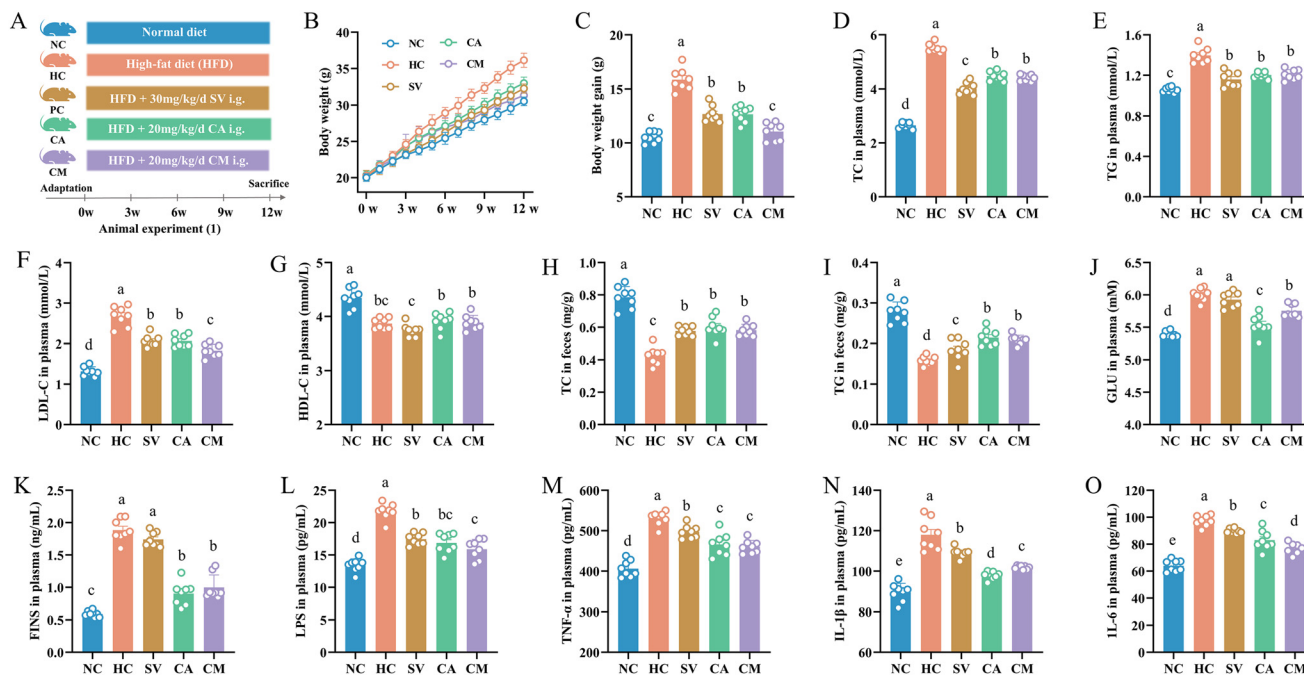 A
NC
Normal diet
HC
High-fat diet (HFD)
PC
HFD + 30mg/kg/d SV i.g.
CA
HFD + 20mg/kg/d CA i.g.
CM
HFD + 20mg/kg/d CM i.g.
Adaptation
Sacrifice
0w 3w 6w 9w 12w
Animal experiment (1)
B
Body weight (g)
40
35
30
25
20
NC CA
HC CM
SV
0 w 3 w 6 w 9 w 12 w
C
Body weight gain (g)
25
20
15
10
5
c a b b c
NC HC SV CA CM
D
TC in plasma (mmol/L)
6
4
2
0
d a c b b
NC HC SV CA CM
E
TG in plasma (mmol/L)
1.8
1.4
1.0
0.6
c a b b b
NC HC SV CA CM
F
LDL-C in plasma (mmol/L)
4
3
2
1
0
d a b b c
NC HC SV CA CM
G
HDL-C in plasma (mmol/L)
5
4
3
2
a bc c b b
NC HC SV CA CM
H
TC in feces (mg/g)
1.0
0.8
0.6
0.4
0.2
0.0
a c b b b
NC HC SV CA CM
I
TG in feces (mg/g)
0.4
0.3
0.2
0.1
0.0
a d c b b
NC HC SV CA CM
J
GLU in plasma (mM)
6.5
6.0
5.5
5.0
4.0
d a a c b
NC HC SV CA CM
K
FINS in plasma (pg/mL)
2.5
2.0
1.5
1.0
0.5
0.0
c a a b b
NC HC SV CA CM
L
LPS in plasma (pg/mL)
25
20
15
10
5
0
d a b bc c
NC HC SV CA CM
M
TNF-α in plasma (pg/mL)
600
500
400
300
200
d a b c c
NC HC SV CA CM
N
IL-1β in plasma (pg/mL)
140
120
100
80
60
e a b d c
NC HC SV CA CM
O
1L-6 in plasma (pg/mL)
120
100
80
60
40
20
0
e a b c d
NC HC SV CA CM